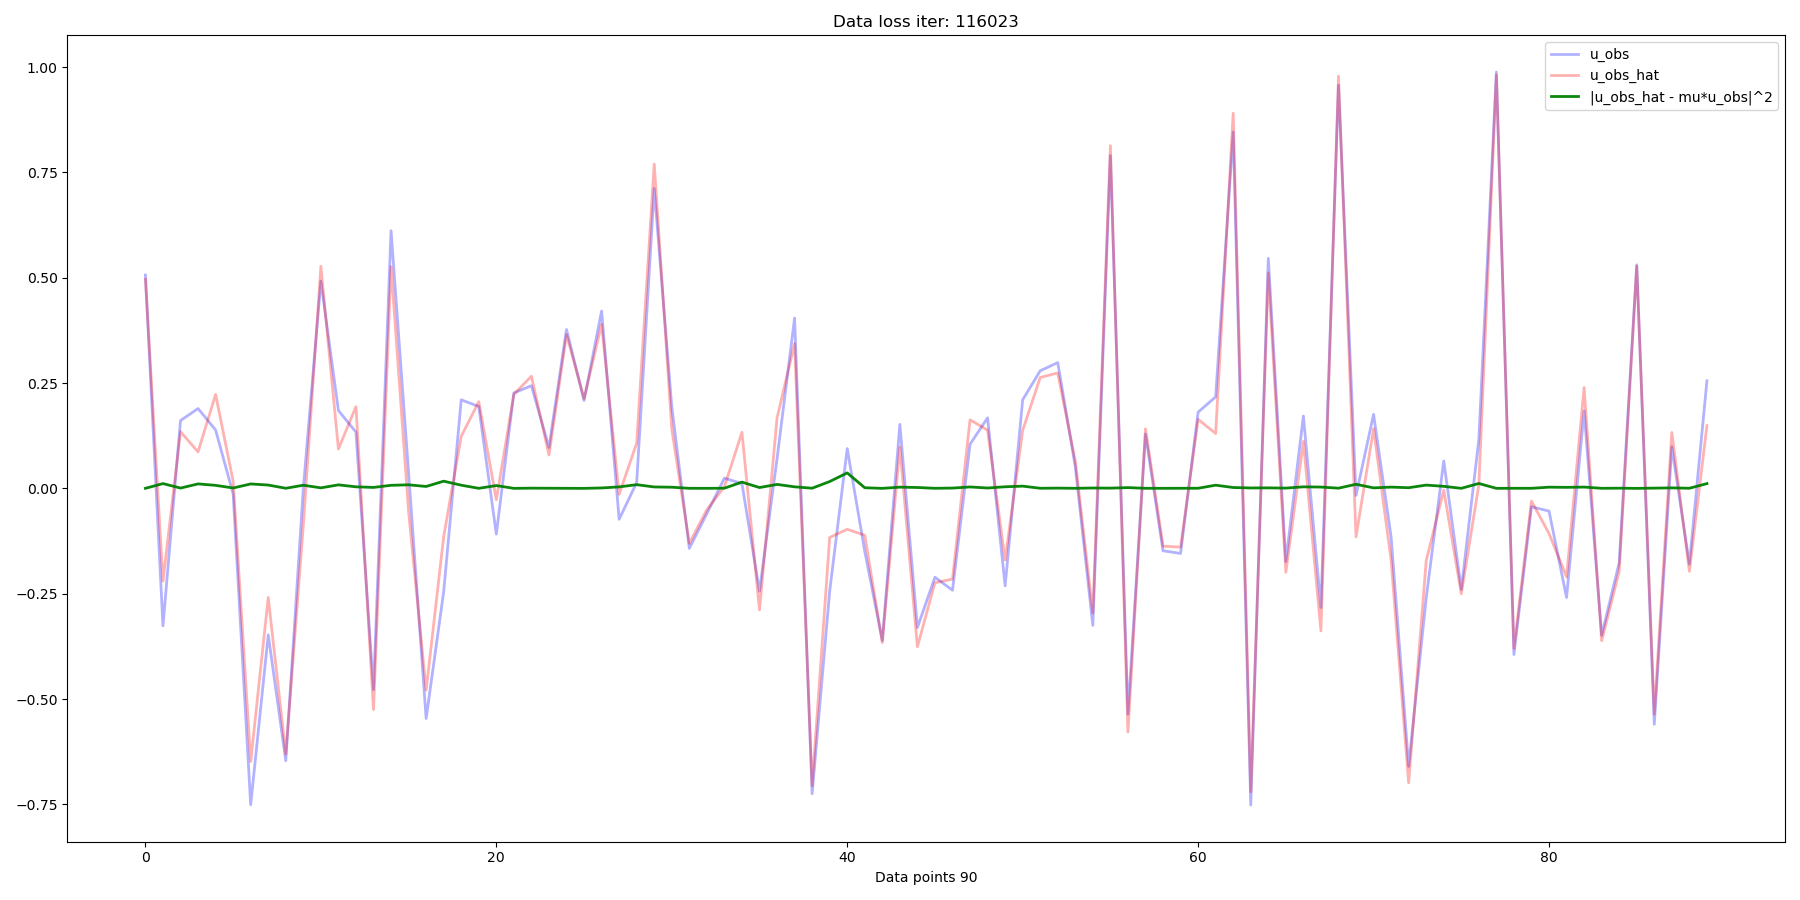 Data loss iter: 116023
u_obs
u_obs_hat
|u_obs_hat - mu*u_obs|^2
1.00
0.75
0.50
0.25
0.00
−0.25
−0.50
−0.75
0 20 40 60 80
Data points 90